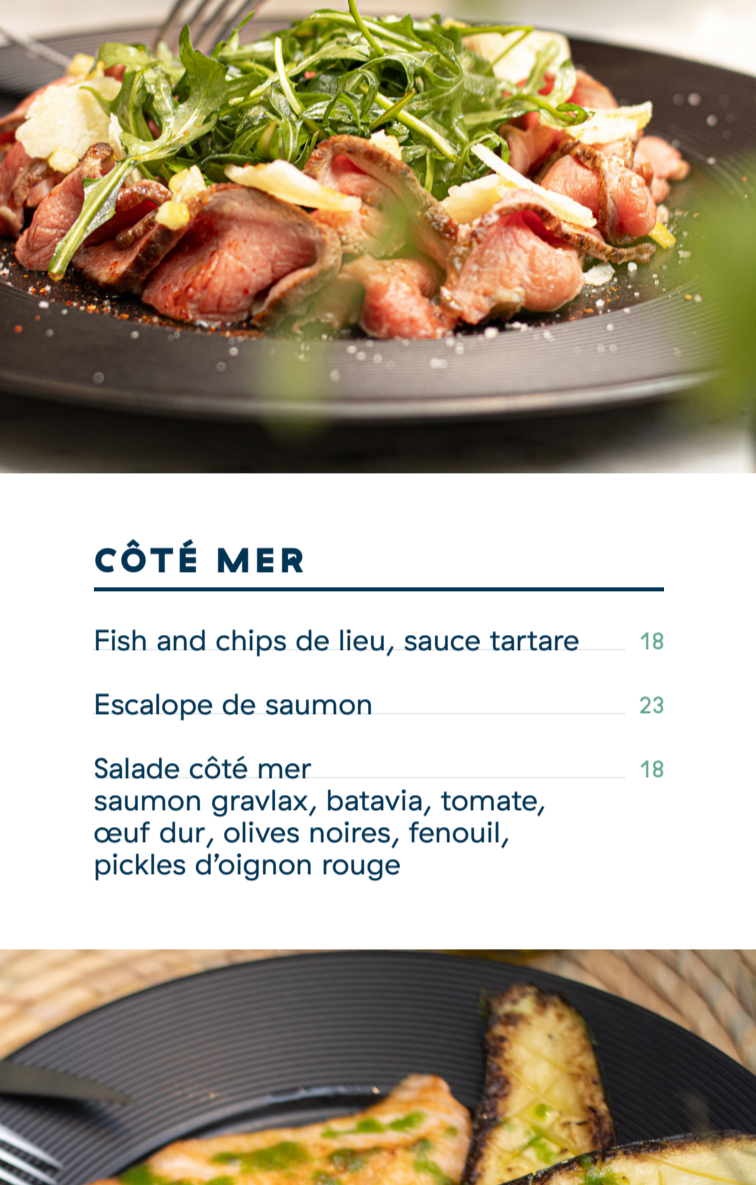 CÔTÉ MER
Fish and chips de lieu, sauce tartare 18
Escalope de saumon 23
Salade côté mer 18
saumon gravlax, batavia, tomate,
œuf dur, olives noires, fenouil,
pickles d’oignon rouge